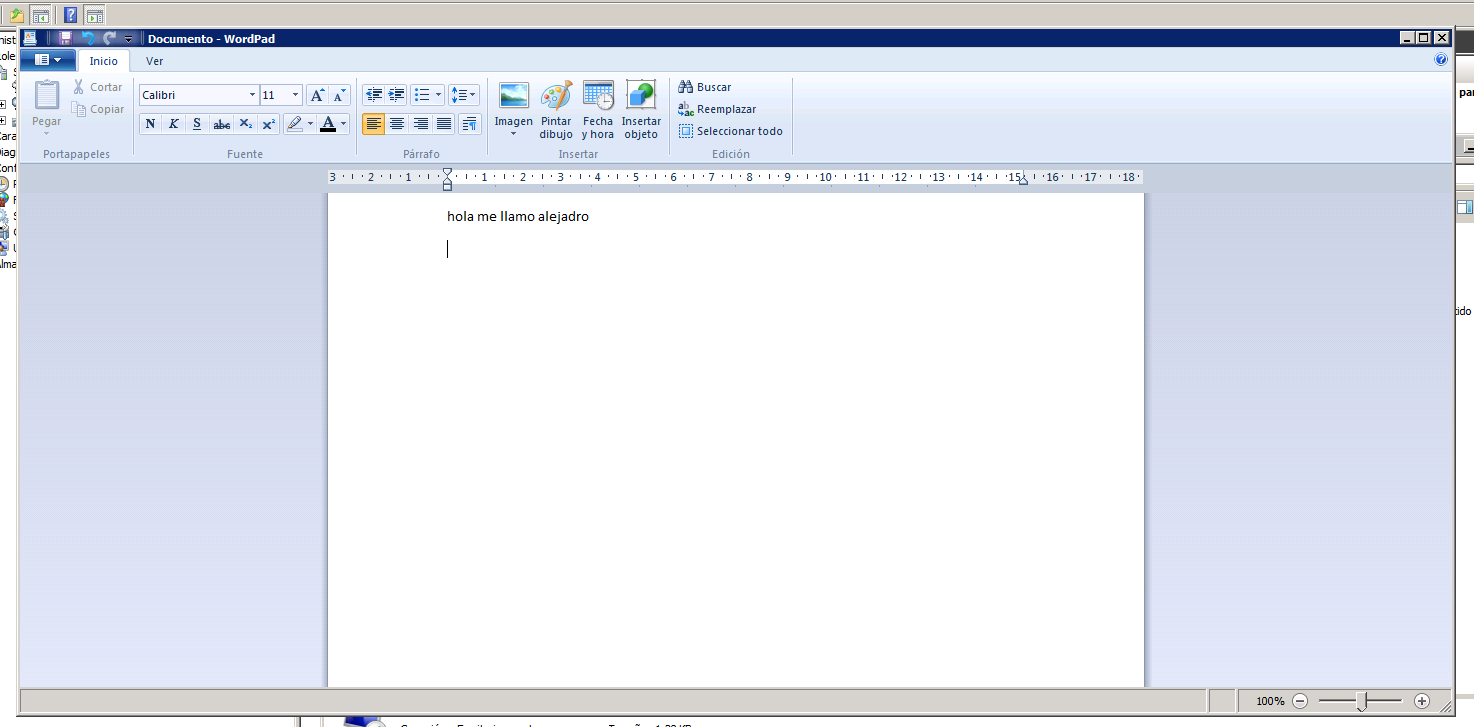 Documento - WordPad
Inicio Ver
Pegar
Cortar
Copiar
Portapapeles
Calibri 11
N K S abc X₂ X²
A
Fuente
Párrafo
Imagen
Pintar dibujo
Fecha y hora
Insertar objeto
Insertar
Buscar
Reemplazar
Seleccionar todo
Edición
3 2 1 1 2 3 4 5 6 7 8 9 10 11 12 13 14 15 16 17 18
hola me llamo alejadro
100%